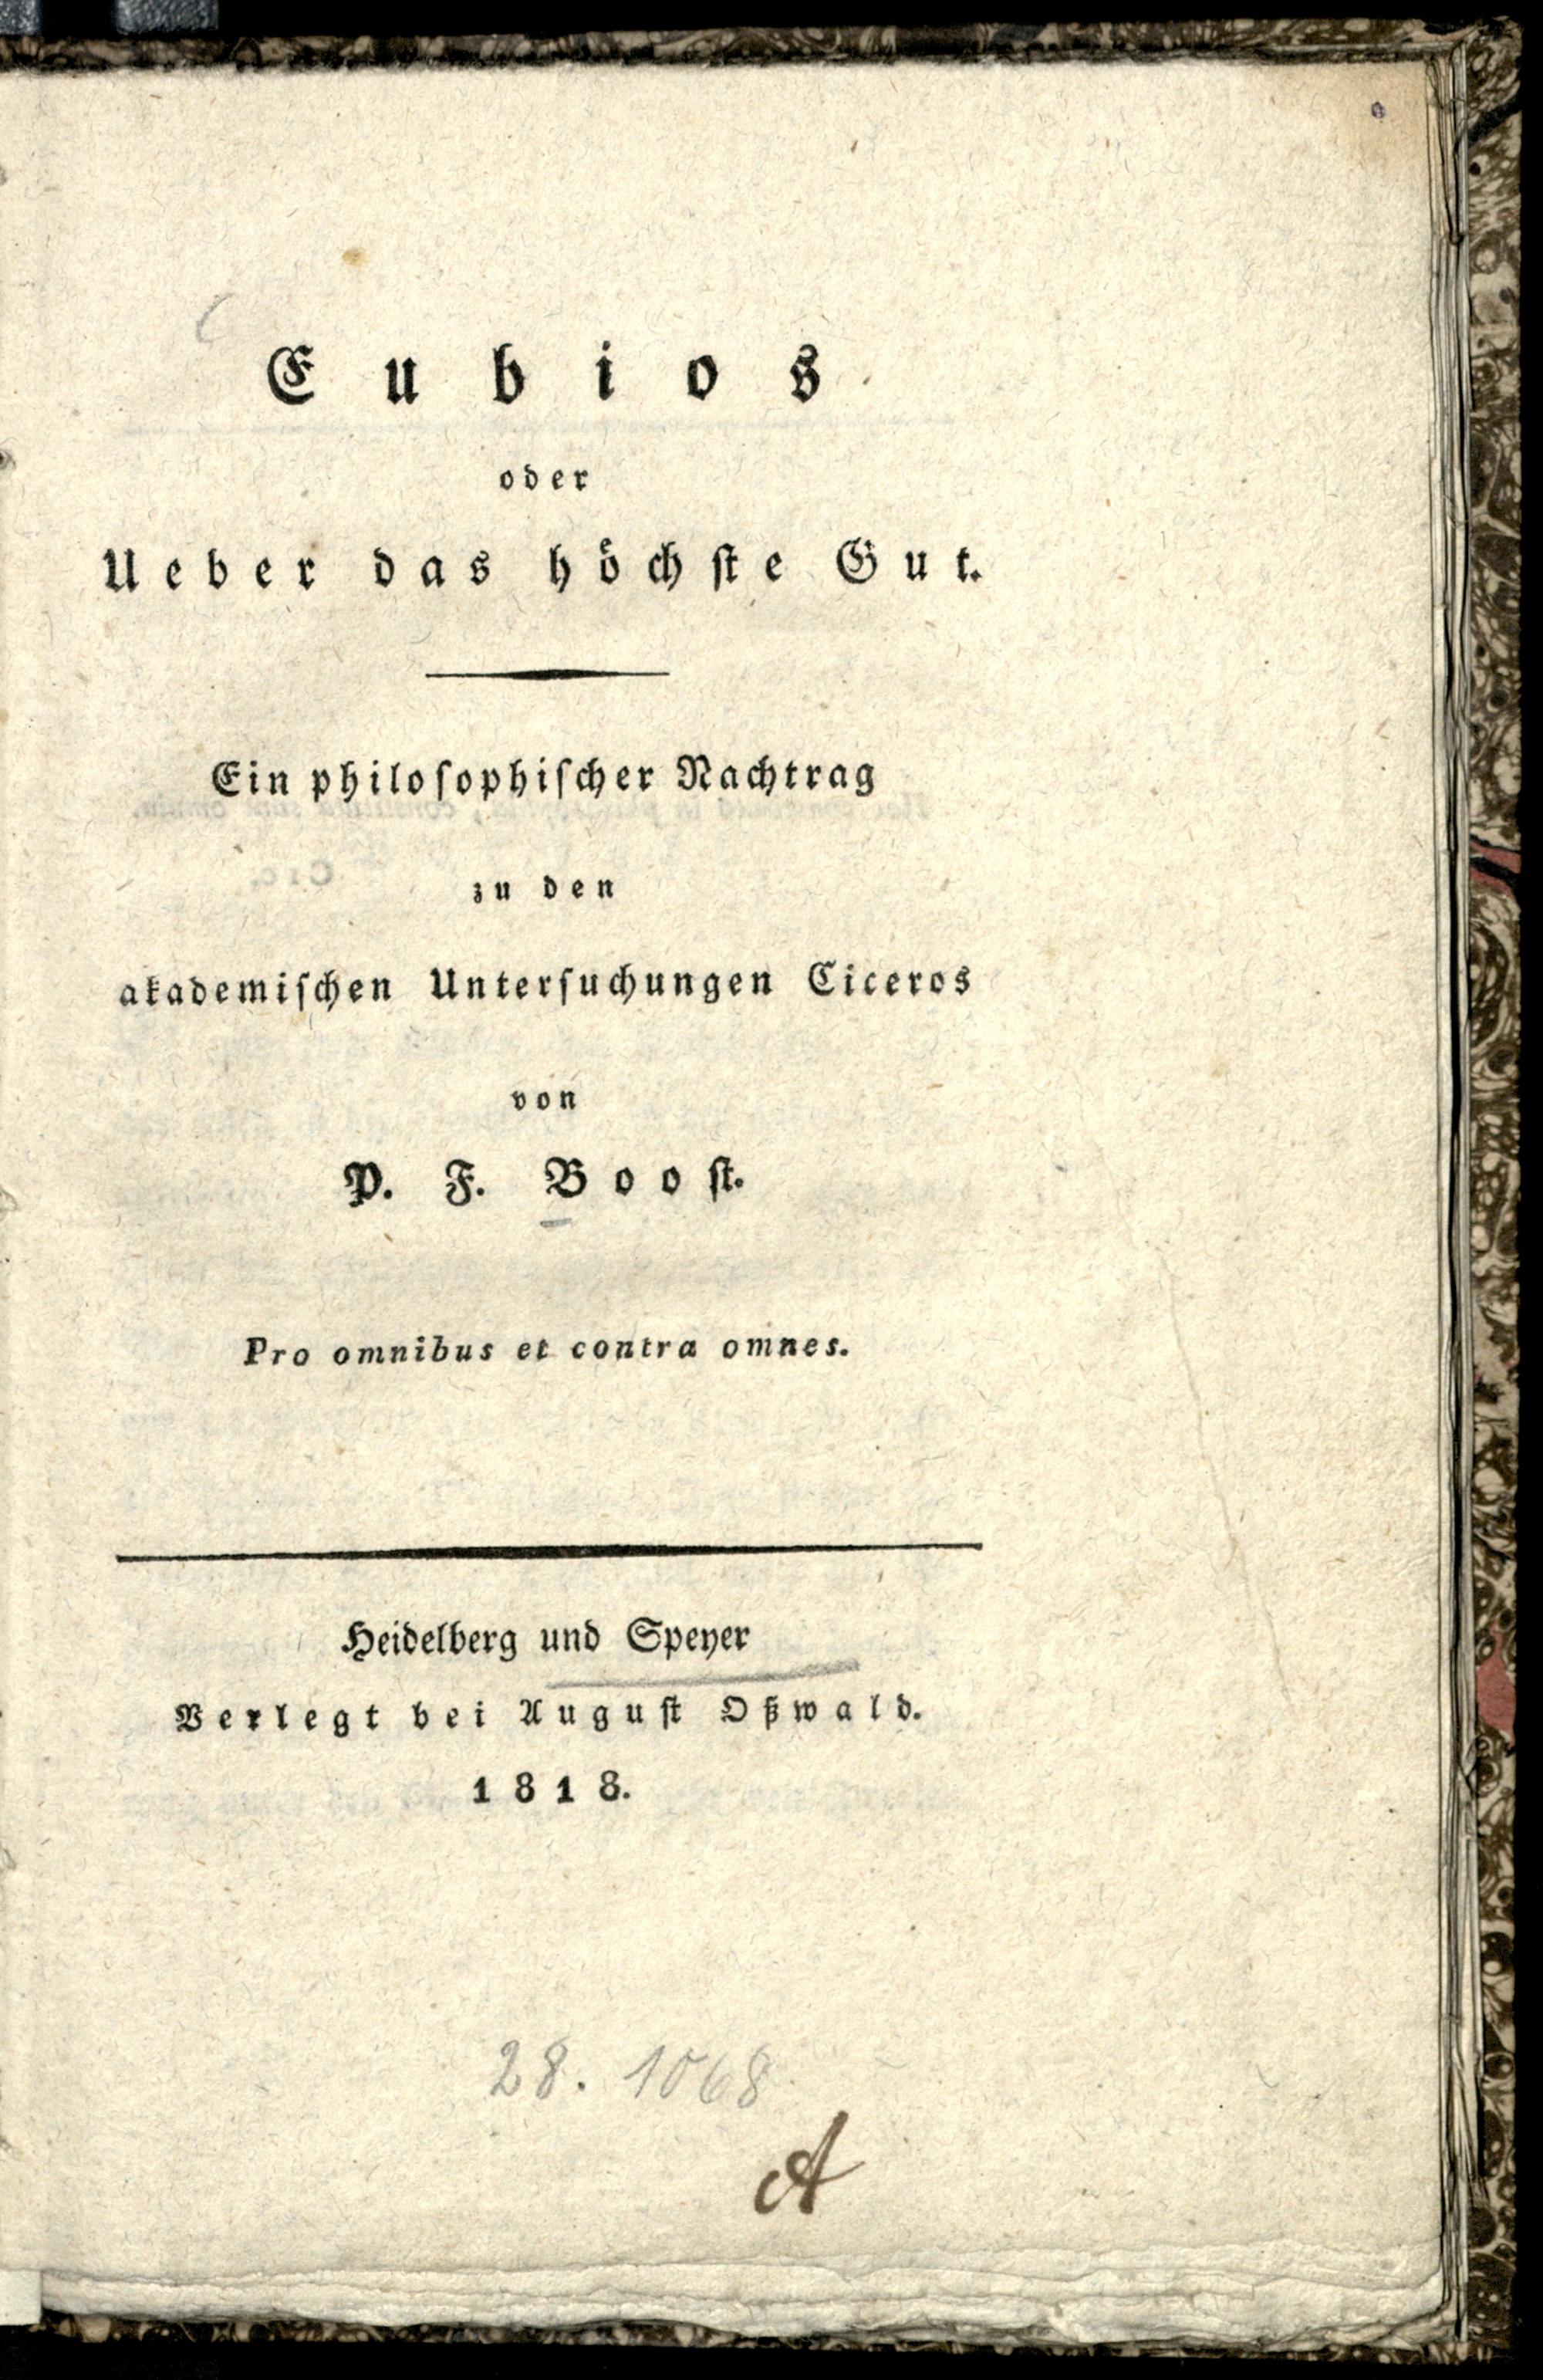 Eubios
oder
Ueber das höchste Gut.
Ein philosophischer Nachtrag
zu den
akademischen Untersuchungen Ciceros
von
P. F. Boost.
Pro omnibus et contra omnes.
Heidelberg und Speyer
Verlegt bei August Oßwald.
1818.
28. 1068
A